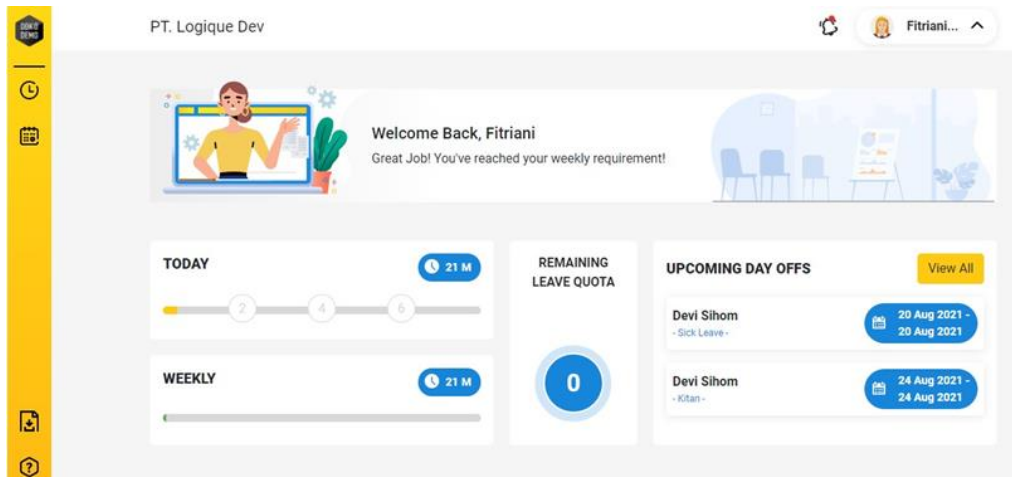 DBKO
DEMO
PT. Logique Dev
Fitriani...
Welcome Back, Fitriani
Great Job! You've reached your weekly requirement!
TODAY
21 M
2
4
6
WEEKLY
21 M
REMAINING
LEAVE QUOTA
0
UPCOMING DAY OFFS
View All
Devi Sihom
- Sick Leave -
20 Aug 2021 -
20 Aug 2021
Devi Sihom
- Kitan -
24 Aug 2021 -
24 Aug 2021
?